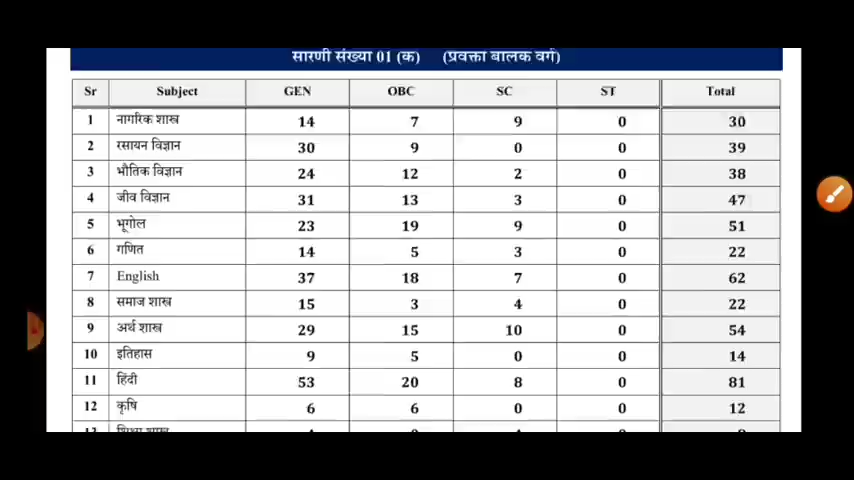 सारणी संख्या 01 (क) (प्रवक्ता बालक वर्ग)
Sr Subject GEN OBC SC ST Total
1 नागरिक शास्त्र 14 7 9 0 30
2 रसायन विज्ञान 30 9 0 0 39
3 भौतिक विज्ञान 24 12 2 0 38
4 जीव विज्ञान 31 13 3 0 47
5 भूगोल 23 19 9 0 51
6 गणित 14 5 3 0 22
7 English 37 18 7 0 62
8 समाज शास्त्र 15 3 4 0 22
9 अर्थ शास्त्र 29 15 10 0 54
10 इतिहास 9 5 0 0 14
11 हिंदी 53 20 8 0 81
12 कृषि 6 6 0 0 12